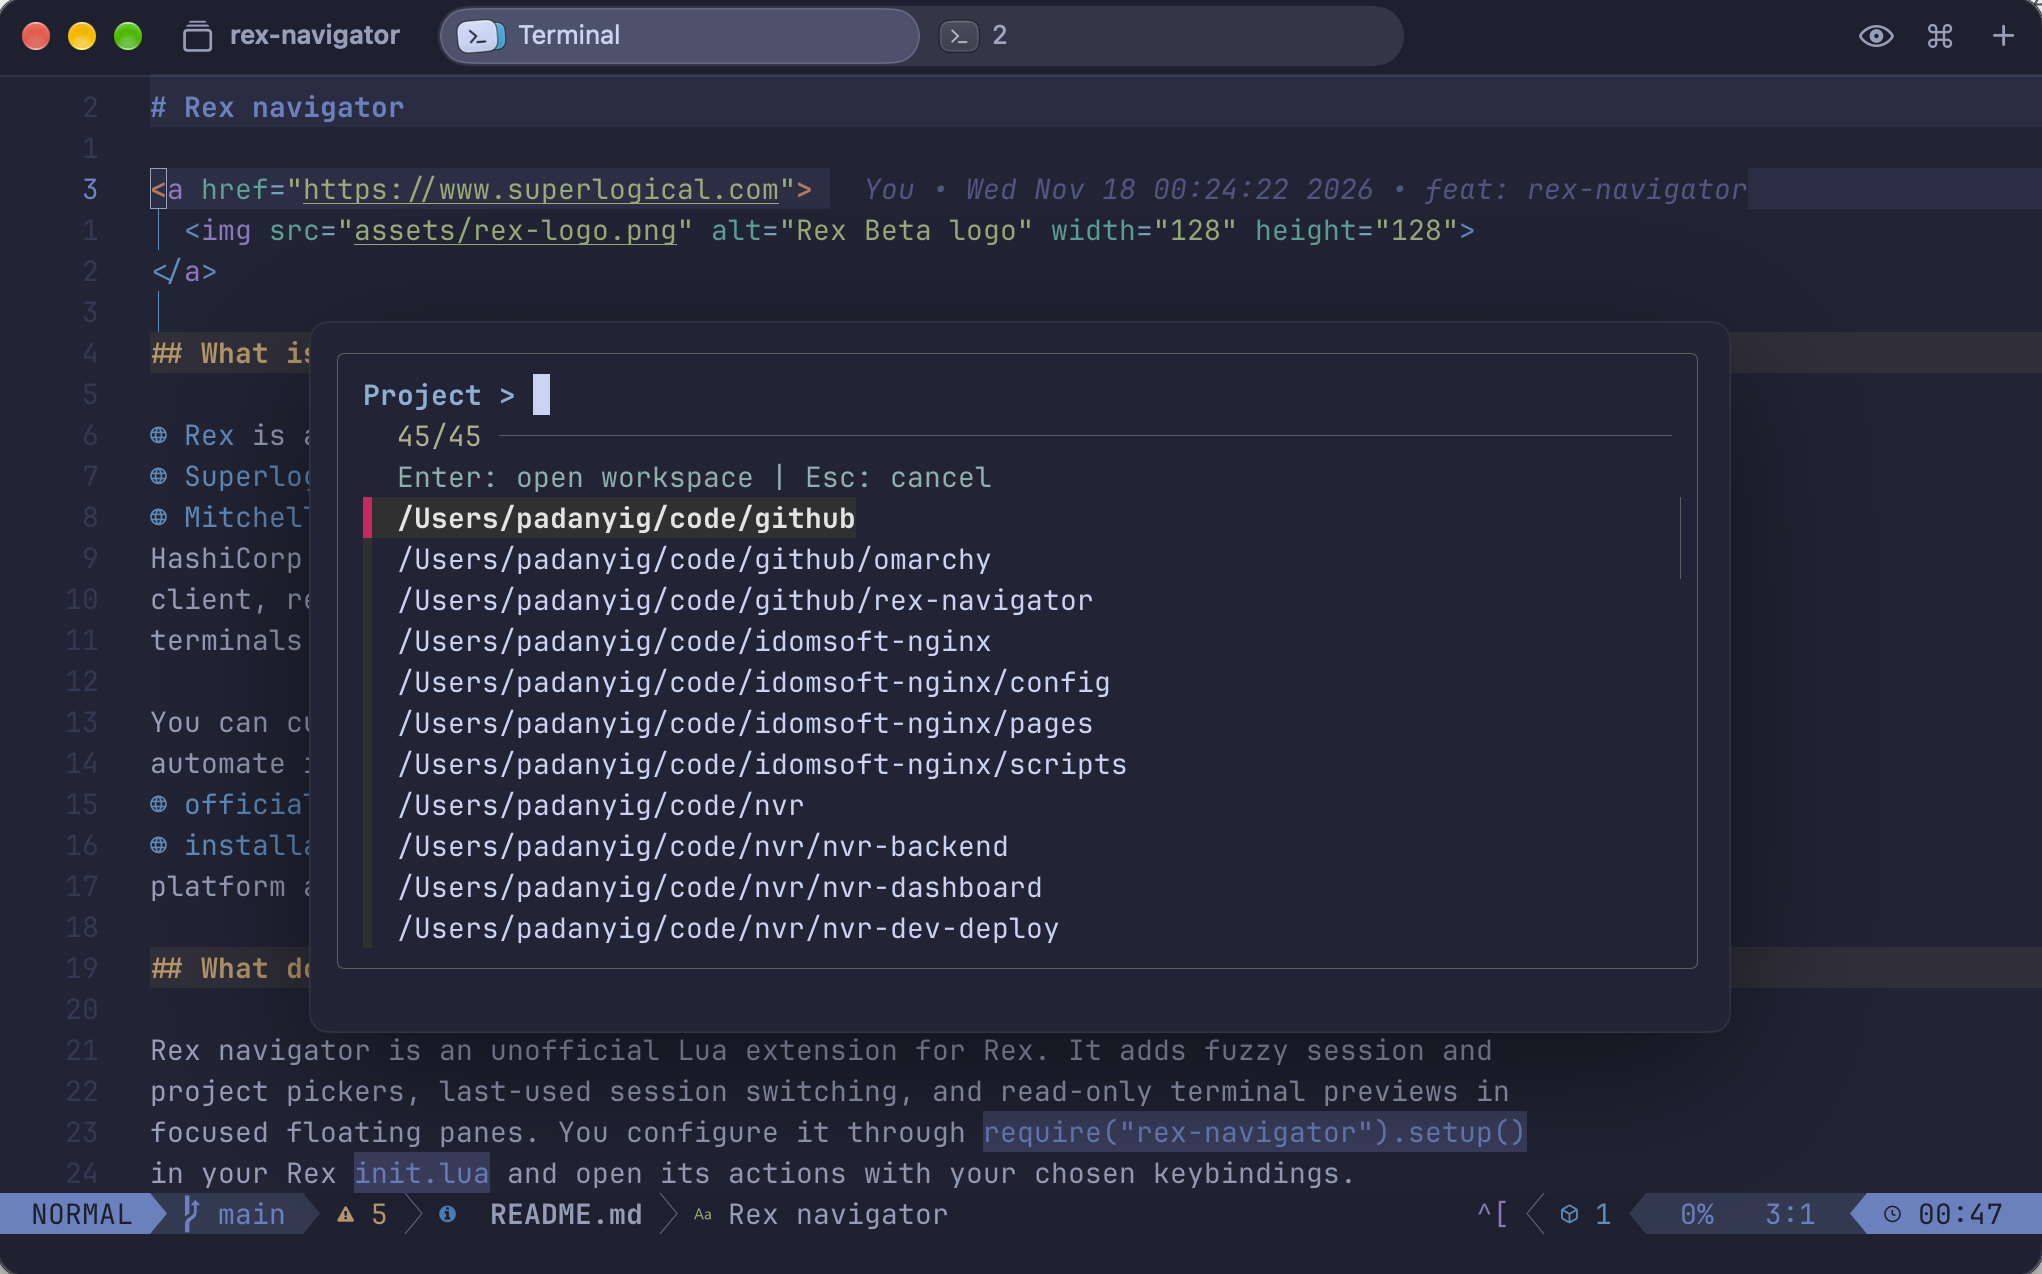 rex-navigator
Terminal
2
2 # Rex navigator
1
3 <a href="https://www.superlogical.com"> You • Wed Nov 18 00:24:22 2026 • feat: rex-navigator
1 <img src="assets/rex-logo.png" alt="Rex Beta logo" width="128" height="128">
2 </a>
3
4 ## What is
5
6 Rex is a
7 Superlog
8 Mitchell
9 HashiCorp
10 client, re
11 terminals
12
13 You can cu
14 automate i
15 official
16 installa
17 platform a
18
19 ## What do
20
Project >
45/45
Enter: open workspace | Esc: cancel
/Users/padanyig/code/github
/Users/padanyig/code/github/omarchy
/Users/padanyig/code/github/rex-navigator
/Users/padanyig/code/idomsoft-nginx
/Users/padanyig/code/idomsoft-nginx/config
/Users/padanyig/code/idomsoft-nginx/pages
/Users/padanyig/code/idomsoft-nginx/scripts
/Users/padanyig/code/nvr
/Users/padanyig/code/nvr/nvr-backend
/Users/padanyig/code/nvr/nvr-dashboard
/Users/padanyig/code/nvr/nvr-dev-deploy
21 Rex navigator is an unofficial Lua extension for Rex. It adds fuzzy session and
22 project pickers, last-used session switching, and read-only terminal previews in
23 focused floating panes. You configure it through require("rex-navigator").setup()
24 in your Rex init.lua and open its actions with your chosen keybindings.
NORMAL main 5 README.md Aa Rex navigator ^[ 1 0% 3:1 00:47